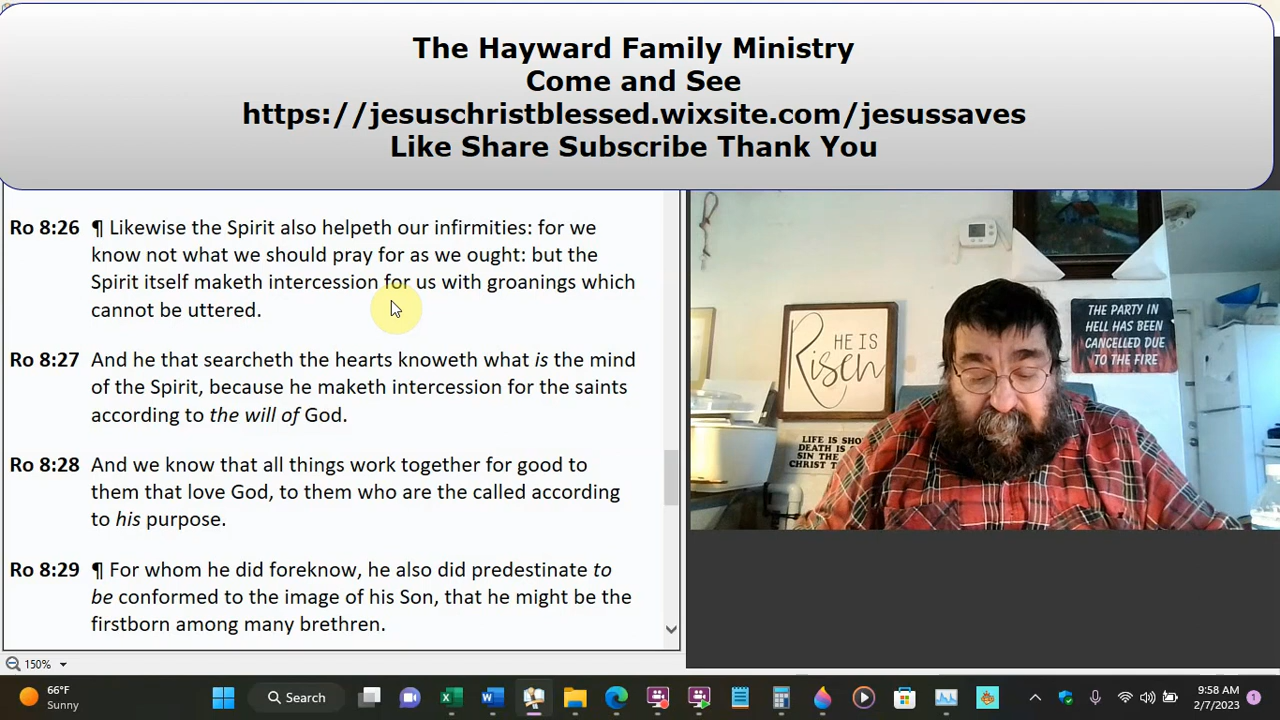 The Hayward Family Ministry
Come and See
https://jesuschristblessed.wixsite.com/jesussaves
Like Share Subscribe Thank You
Ro 8:26 ¶ Likewise the Spirit also helpeth our infirmities: for we
know not what we should pray for as we ought: but the
Spirit itself maketh intercession for us with groanings which
cannot be uttered.
Ro 8:27 And he that searcheth the hearts knoweth what is the mind
of the Spirit, because he maketh intercession for the saints
according to the will of God.
Ro 8:28 And we know that all things work together for good to
them that love God, to them who are the called according
to his purpose.
Ro 8:29 ¶ For whom he did foreknow, he also did predestinate to
be conformed to the image of his Son, that he might be the
firstborn among many brethren.
HE IS
Risen
THE PARTY IN
HELL HAS BEEN
CANCELLED DUE
TO THE FIRE
LIFE IS
DEATH IS
SIN THE
CHRIST
150%
66°F
Sunny
Search
9:58 AM
2/7/2023
1